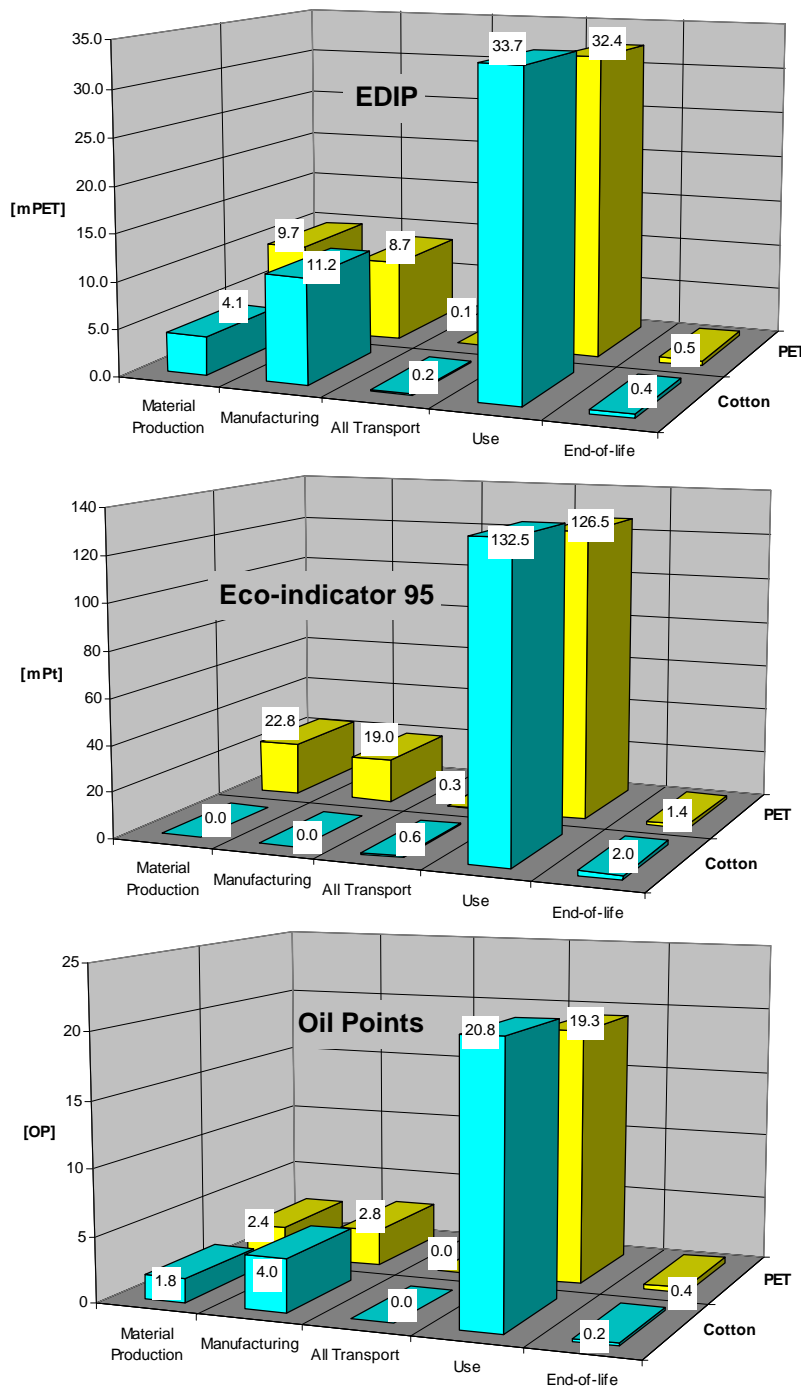 35.0
30.0
25.0
20.0
15.0
10.0
5.0
0.0
[mPET]
EDIP
33.7
32.4
9.7
11.2
8.7
4.1
0.1
0.2
0.5
0.4
Material
Production
Manufacturing
All Transport
Use
End-of-life
PET
Cotton
140
120
100
80
60
40
20
0
[mPt]
Eco-indicator 95
132.5
126.5
22.8
19.0
0.3
0.0
0.0
0.6
1.4
2.0
Material
Production
Manufacturing
All Transport
Use
End-of-life
PET
Cotton
25
20
15
10
5
0
[OP]
Oil Points
20.8
19.3
2.4
2.8
0.0
1.8
4.0
0.0
0.4
0.2
Material
Production
Manufacturing
All Transport
Use
End-of-life
PET
Cotton